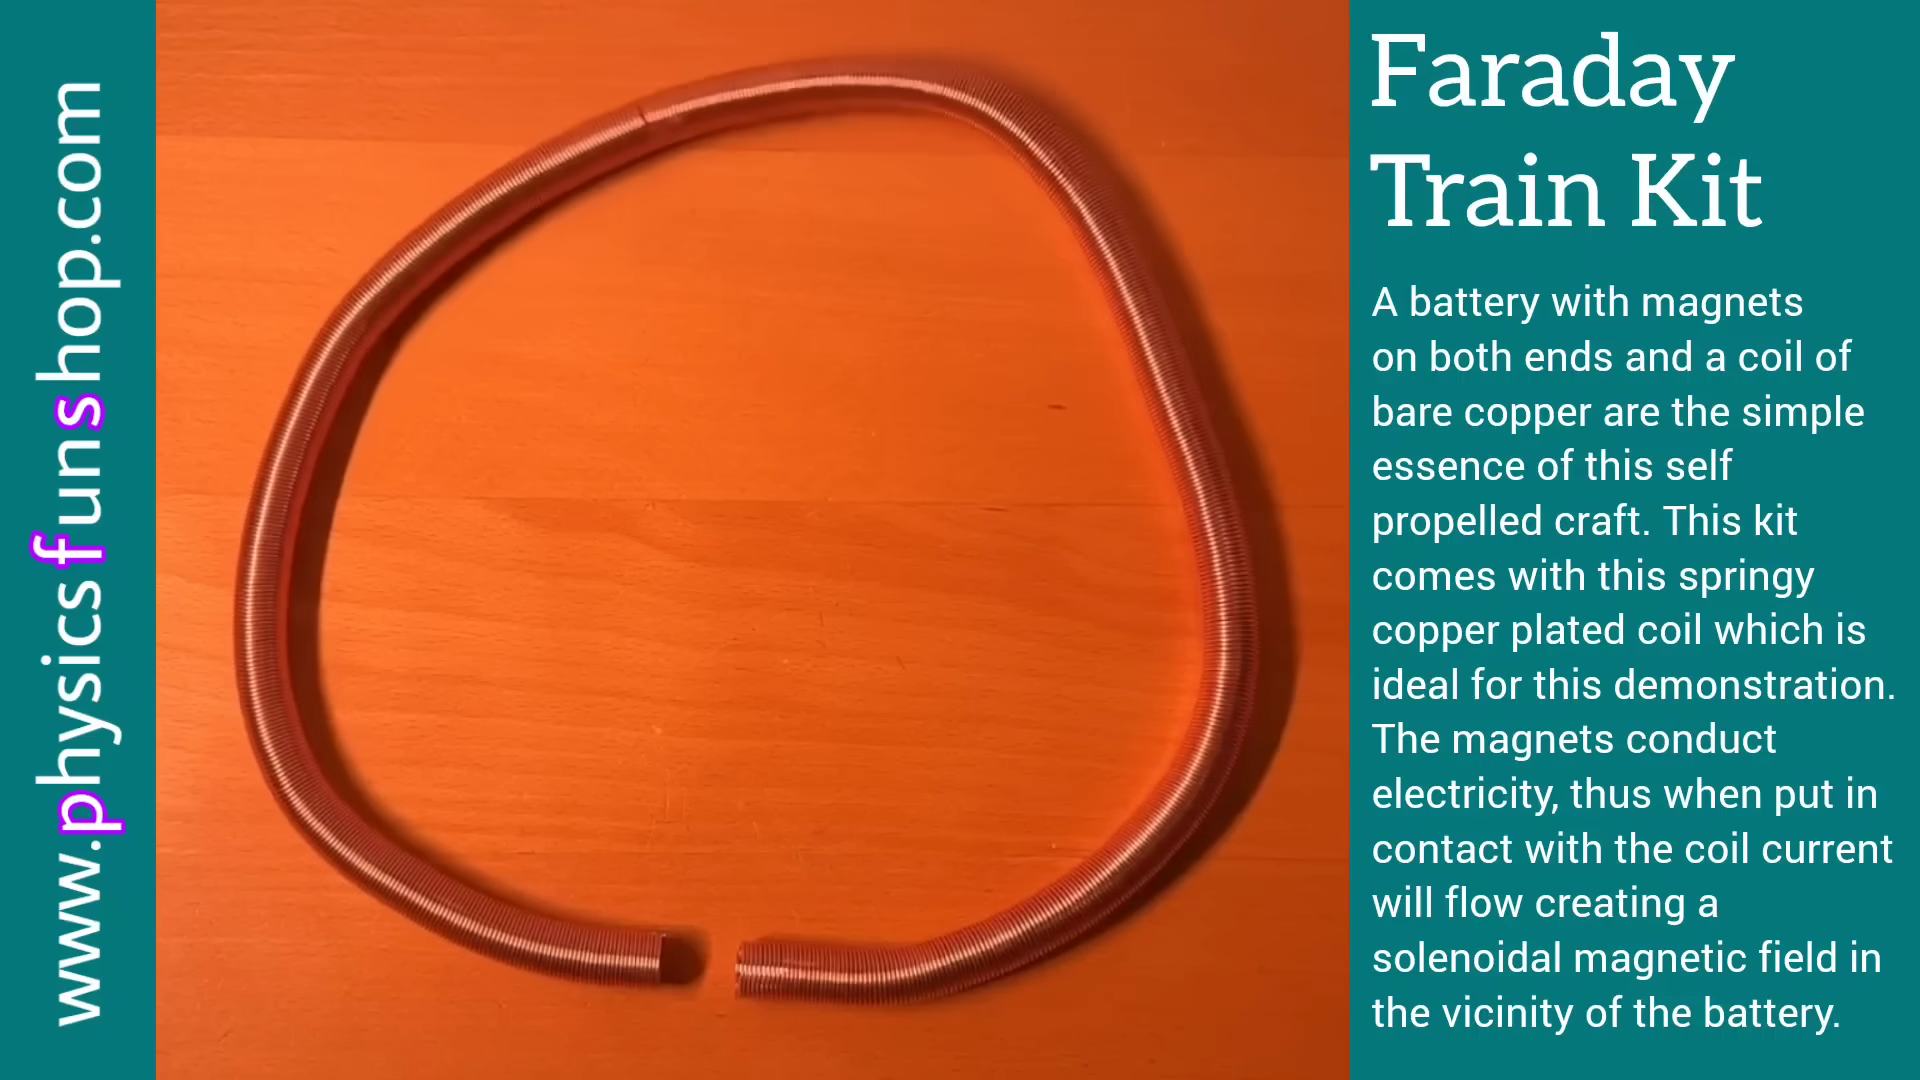 www.physicsfunshop.com
Faraday
Train Kit
A battery with magnets
on both ends and a coil of
bare copper are the simple
essence of this self
propelled craft. This kit
comes with this springy
copper plated coil which is
ideal for this demonstration.
The magnets conduct
electricity, thus when put in
contact with the coil current
will flow creating a
solenoidal magnetic field in
the vicinity of the battery.